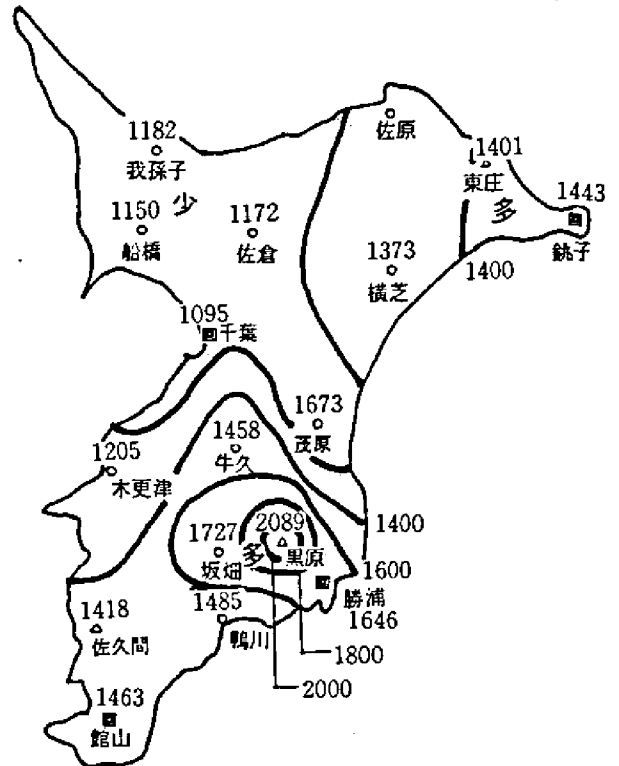 1182
我孫子
佐原
1401
東庄
1443
銚子
多
少
1150
船橋
1172
佐倉
1373
横芝
1400
1095
千葉
1673
茂原
1458
牛久
1205
木更津
1400
2089
黒原
1727
坂畑
多
1600
勝浦
1646
1485
鴨川
1418
佐久間
1800
2000
1463
館山